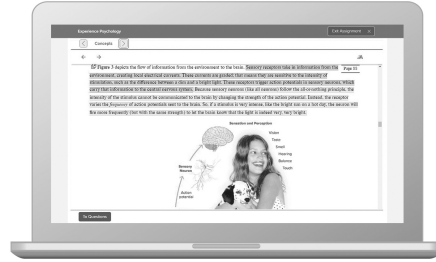 Experience Psychology
Exit Assignment X
< Concepts >
Figure 3 depicts the flow of information from the environment to the brain. Sensory receptors take in information from the
Page 81
environment, creating local electrical currents. These currents are graded; that means they are sensitive to the intensity of
stimulation, such as the difference between a dim and a bright light. These receptors trigger action potentials in sensory neurons, which
carry that information to the central nervous system. Because sensory neurons (like all neurons) follow the all-or-nothing principle, the
intensity of the stimulus cannot be communicated to the brain by changing the strength of the action potential. Instead, the receptor
varies the frequency of action potentials sent to the brain. So, if a stimulus is very intense, like the bright sun on a hot day, the neuron will
fire more frequently (but with the same strength) to let the brain know that the light is indeed very, very bright.
Sensation and Perception
Vision
Taste
Smell
Hearing
Balance
Touch
Sensory
Neuron
Action
potential
To Questions